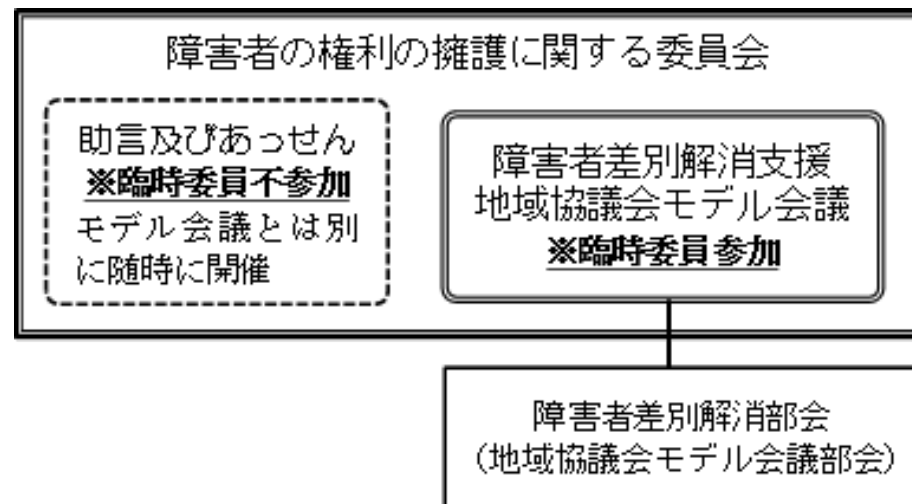 障害者の権利の擁護に関する委員会
助言及びあっせん
※臨時委員不参加
モデル会議とは別
に随時に開催
障害者差別解消支援
地域協議会モデル会議
※臨時委員参加
障害者差別解消部会
（地域協議会モデル会議部会）